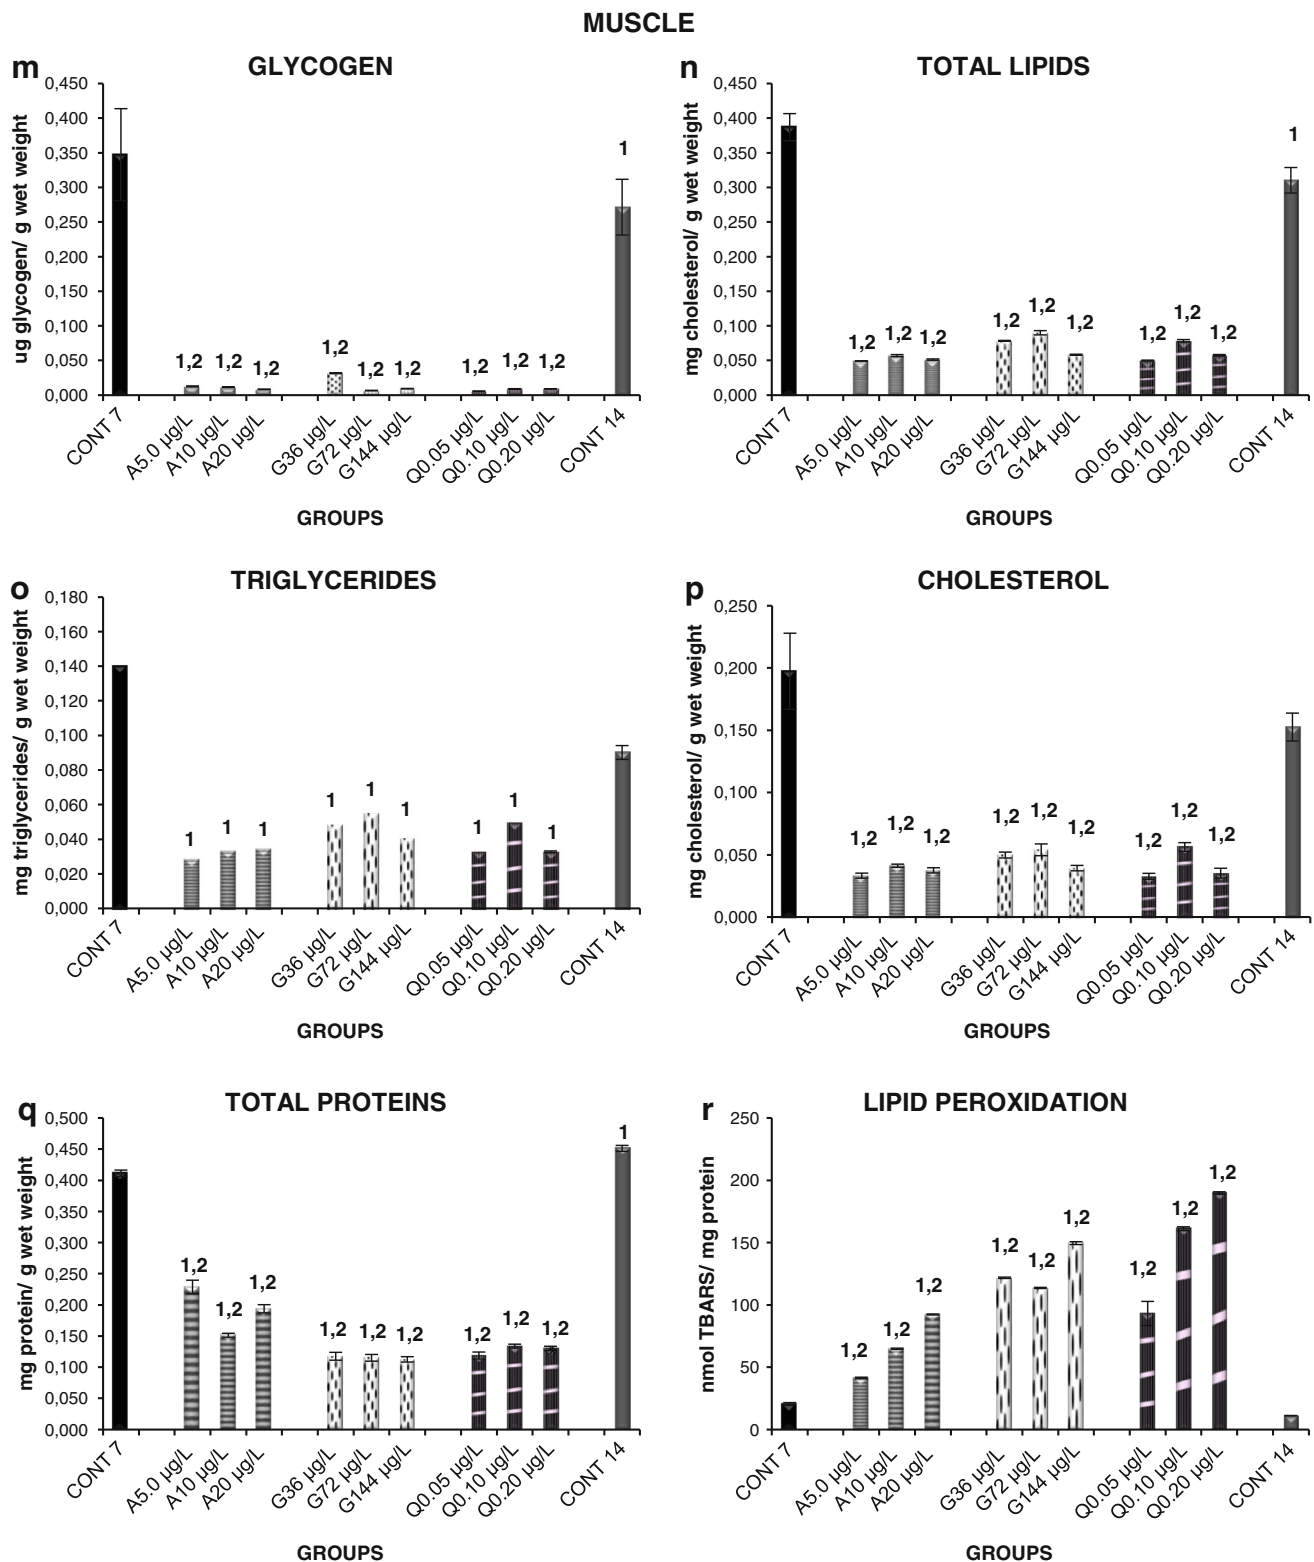 MUSCLE
m
GLYCOGEN
ug glycogen/ g wet weight
0,450
0,400
0,350
0,300
0,250
0,200
0,150
0,100
0,050
0,000
1,2 1,2 1,2 1,2 1,2 1,2 1,2 1,2 1,2 1
CONT 7 A5.0 µg/L A10 µg/L A20 µg/L G36 µg/L G72 µg/L G144 µg/L Q0.05 µg/L Q0.10 µg/L Q0.20 µg/L CONT 14
GROUPS
n
TOTAL LIPIDS
mg cholesterol/ g wet weight
0,450
0,400
0,350
0,300
0,250
0,200
0,150
0,100
0,050
0,000
1,2 1,2 1,2 1,2 1,2 1,2 1,2 1,2 1,2 1
CONT 7 A5.0 µg/L A10 µg/L A20 µg/L G36 µg/L G72 µg/L G144 µg/L Q0.05 µg/L Q0.10 µg/L Q0.20 µg/L CONT 14
GROUPS
o
TRIGLYCERIDES
mg triglycerides/ g wet weight
0,180
0,160
0,140
0,120
0,100
0,080
0,060
0,040
0,020
0,000
1 1 1 1 1 1 1 1 1
CONT 7 A5.0 µg/L A10 µg/L A20 µg/L G36 µg/L G72 µg/L G144 µg/L Q0.05 µg/L Q0.10 µg/L Q0.20 µg/L CONT 14
GROUPS
p
CHOLESTEROL
mg cholesterol/ g wet weight
0,250
0,200
0,150
0,100
0,050
0,000
1,2 1,2 1,2 1,2 1,2 1,2 1,2 1,2 1,2
CONT 7 A5.0 µg/L A10 µg/L A20 µg/L G36 µg/L G72 µg/L G144 µg/L Q0.05 µg/L Q0.10 µg/L Q0.20 µg/L CONT 14
GROUPS
q
TOTAL PROTEINS
mg protein/ g wet weight
0,500
0,450
0,400
0,350
0,300
0,250
0,200
0,150
0,100
0,050
0,000
1,2 1,2 1,2 1,2 1,2 1,2 1,2 1,2 1,2 1
CONT 7 A5.0 µg/L A10 µg/L A20 µg/L G36 µg/L G72 µg/L G144 µg/L Q0.05 µg/L Q0.10 µg/L Q0.20 µg/L CONT 14
GROUPS
r
LIPID PEROXIDATION
nmol TBARS/ mg protein
250
200
150
100
50
0
1,2 1,2 1,2 1,2 1,2 1,2 1,2 1,2 1,2
CONT 7 A5.0 µg/L A10 µg/L A20 µg/L G36 µg/L G72 µg/L G144 µg/L Q0.05 µg/L Q0.10 µg/L Q0.20 µg/L CONT 14
GROUPS